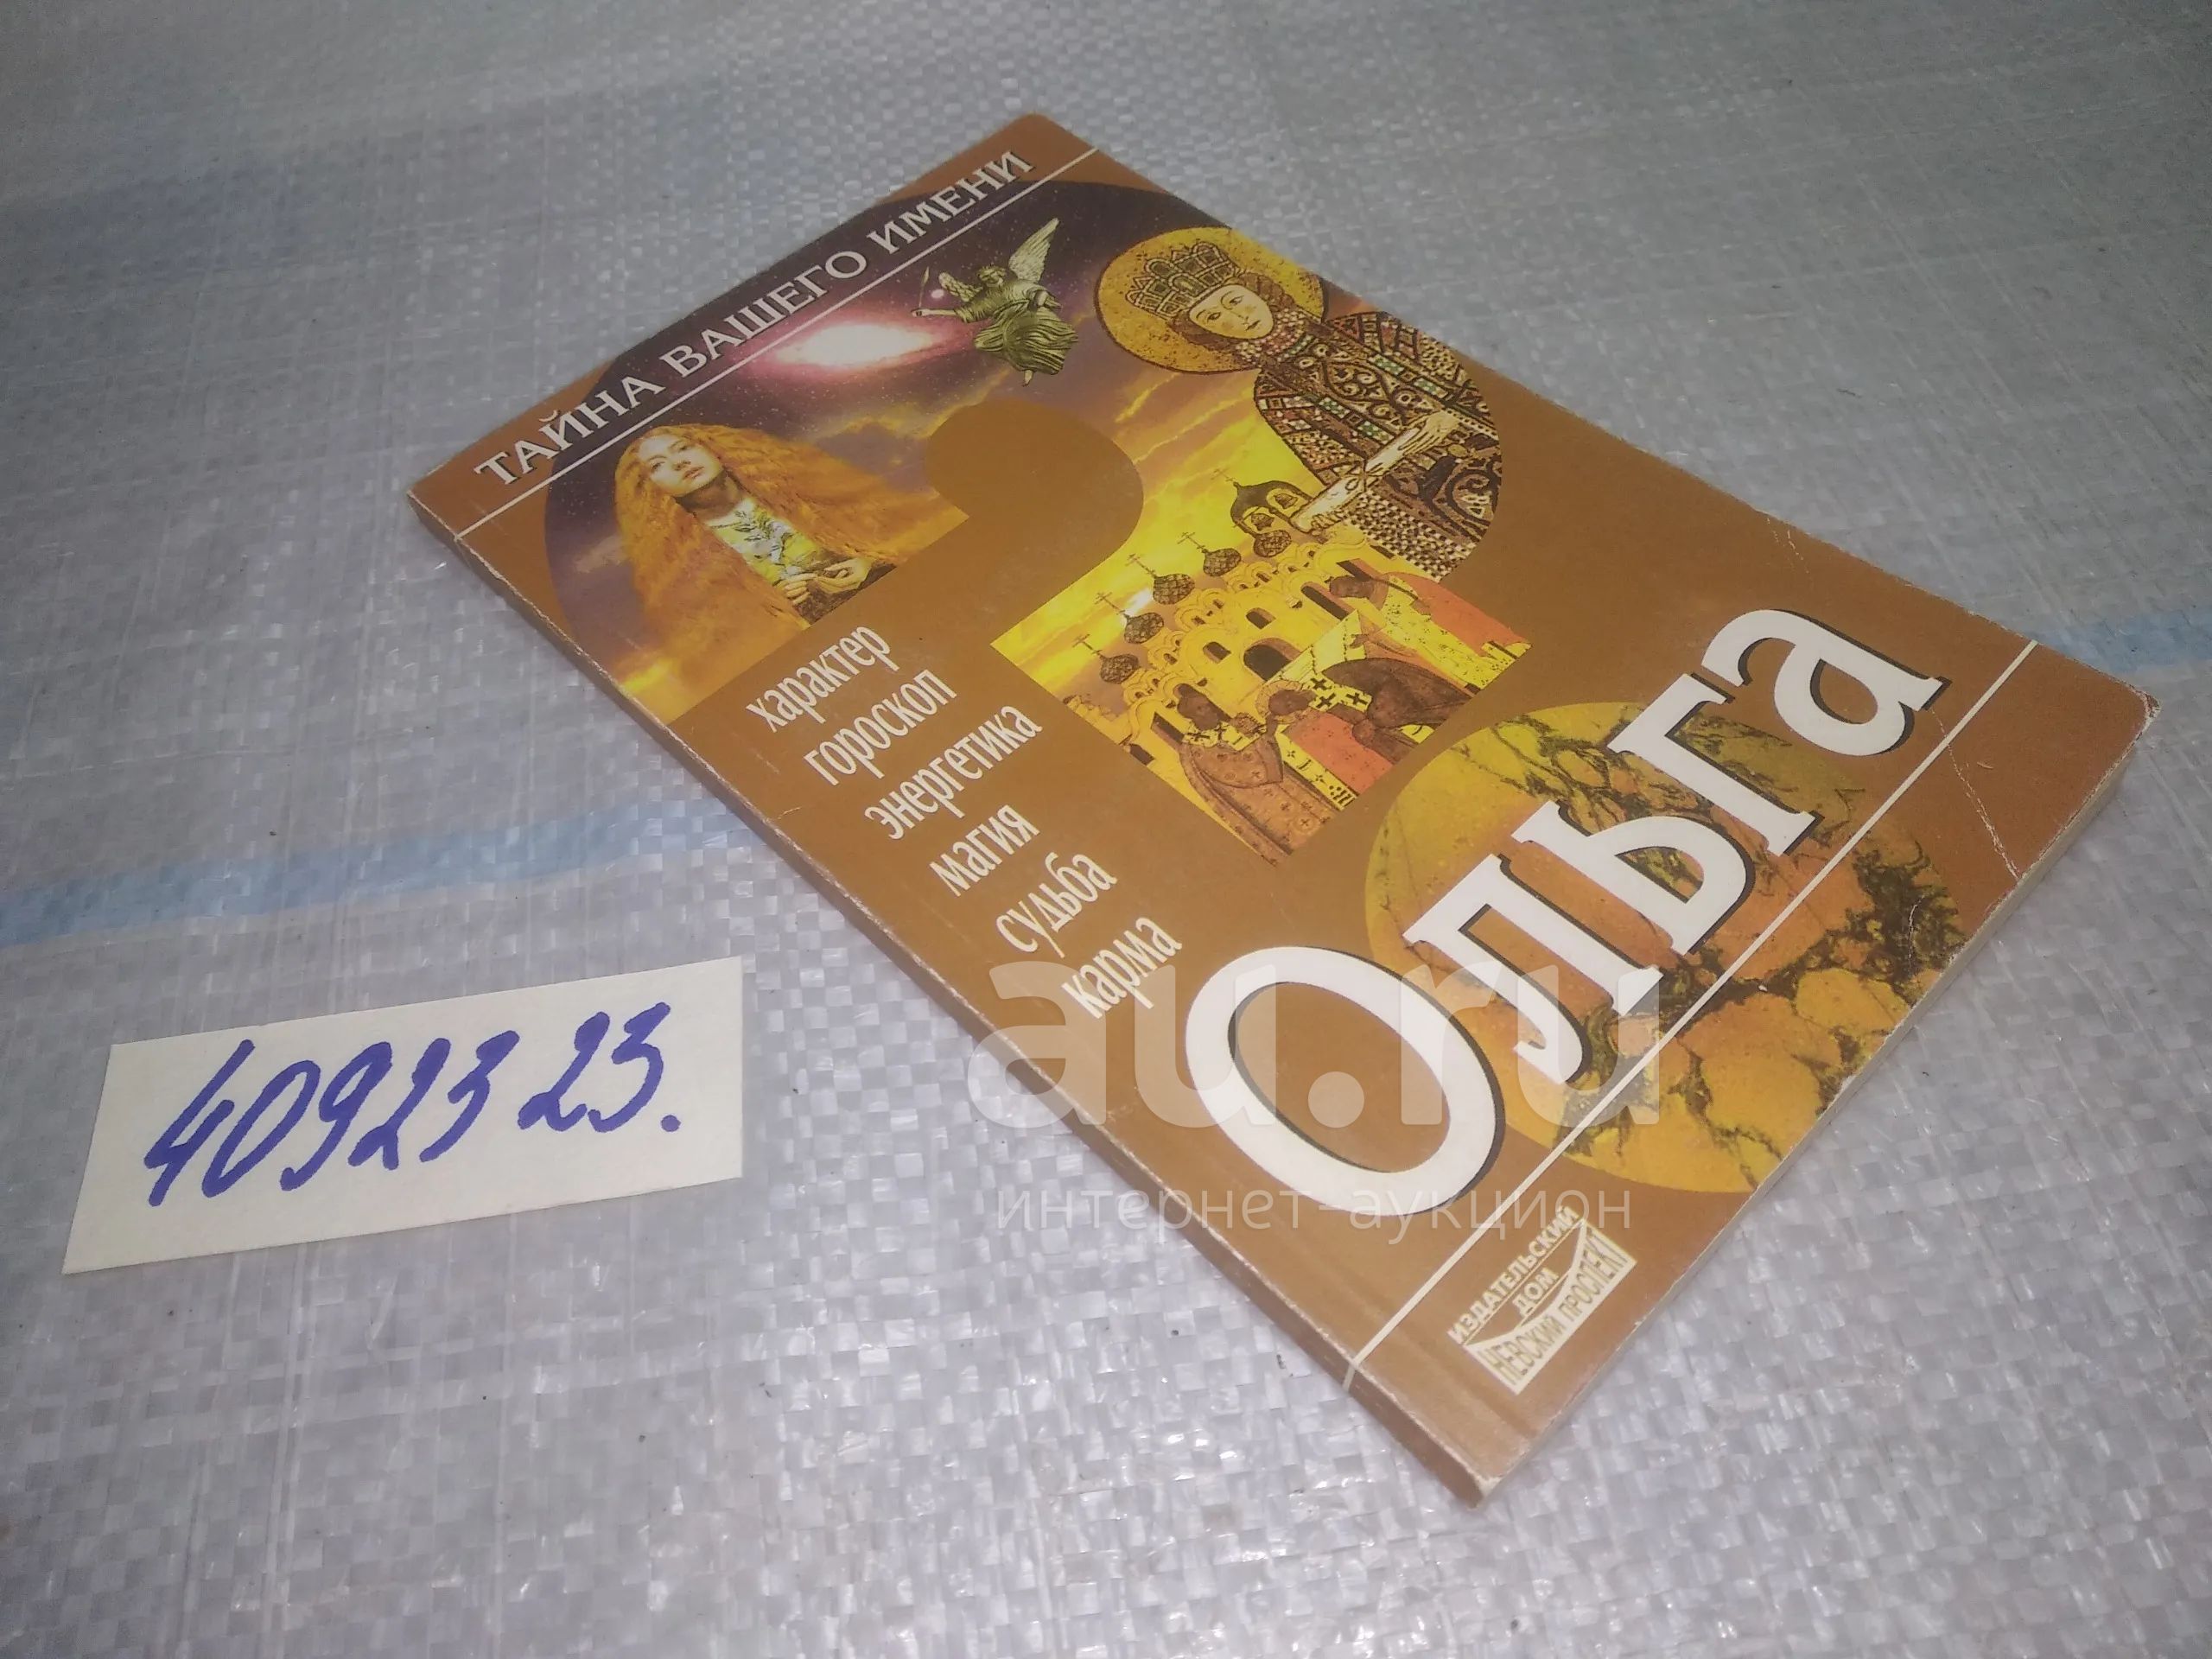 ТАЙНА ВАШЕГО ИМЕНИ
характер
гороскоп
энергетика
магия
судьба
карма
Ольга
ИЗДАТЕЛЬСКИЙ
ДОМ
НЕВСКИЙ ПРОСПЕКТ
4092323.
au.ru
интернет-аукцион